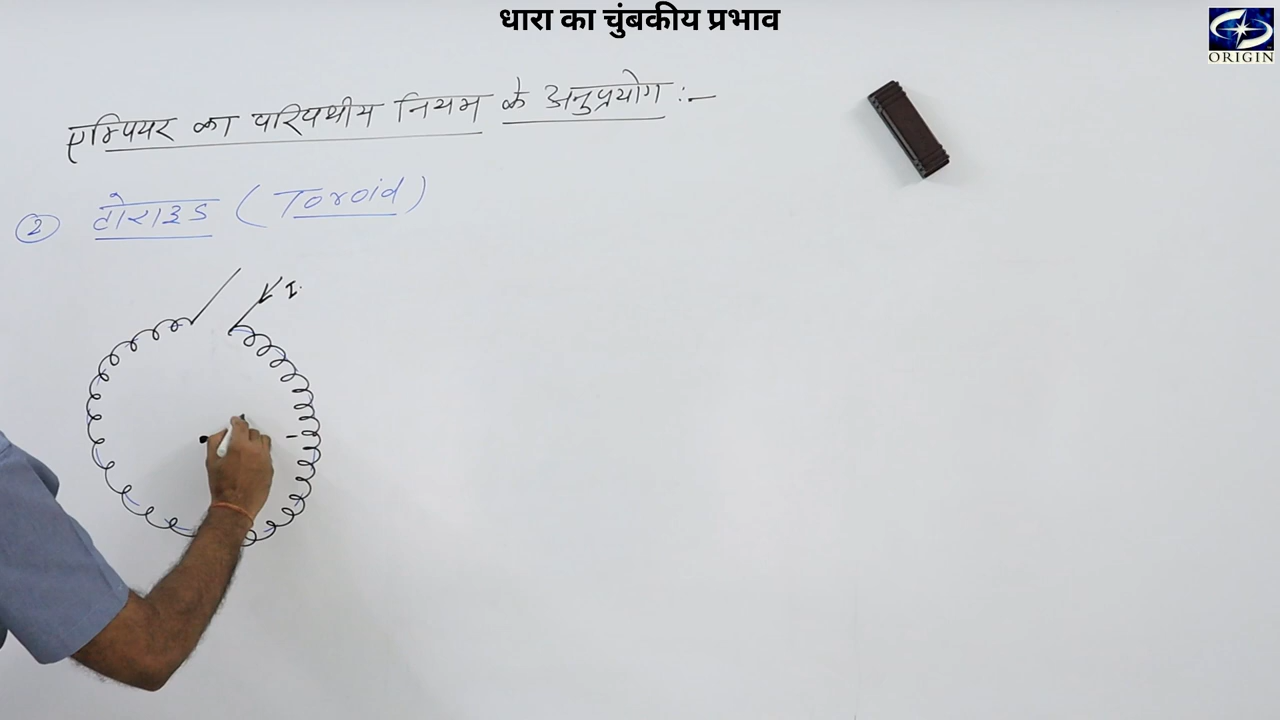 धारा का चुंबकीय प्रभाव
ORIGIN
एम्पियर का परिपथीय नियम के अनुप्रयोग :—
② टोराइड (Toroid)
I